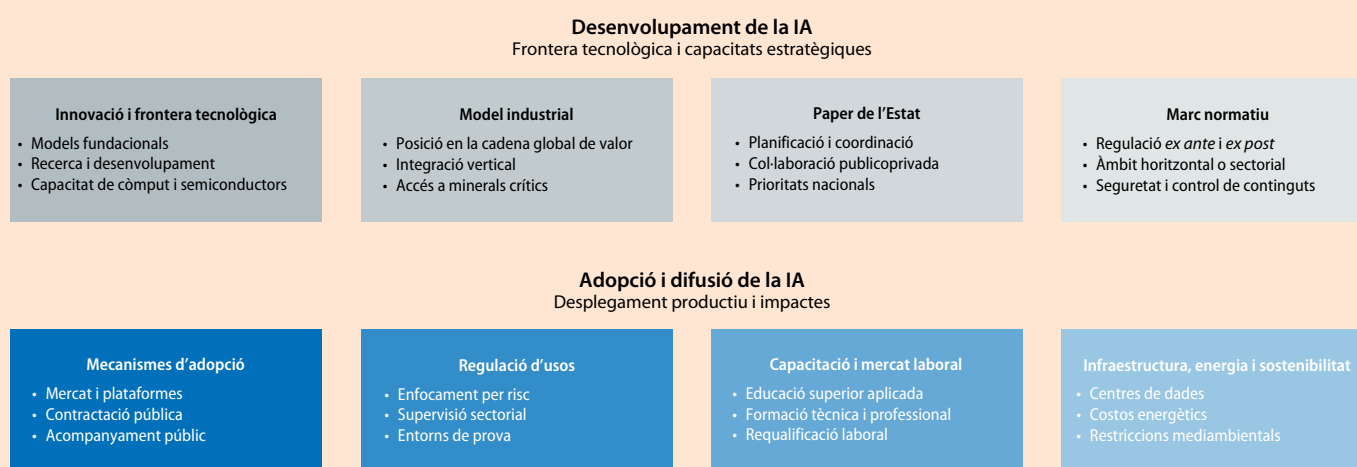 Desenvolupament de la IA
Frontera tecnològica i capacitats estratègiques
Innovació i frontera tecnològica
• Models fundacionals
• Recerca i desenvolupament
• Capacitat de còmput i semiconductors
Model industrial
• Posició en la cadena global de valor
• Integració vertical
• Accés a minerals crítics
Paper de l’Estat
• Planificació i coordinació
• Col·laboració publicoprivada
• Prioritats nacionals
Marc normatiu
• Regulació ex ante i ex post
• Àmbit horitzontal o sectorial
• Seguretat i control de continguts
Adopció i difusió de la IA
Desplegament productiu i impactes
Mecanismes d’adopció
• Mercat i plataformes
• Contractació pública
• Acompanyament públic
Regulació d’usos
• Enfocament per risc
• Supervisió sectorial
• Entorns de prova
Capacitació i mercat laboral
• Educació superior aplicada
• Formació tècnica i professional
• Requalificació laboral
Infraestructura, energia i sostenibilitat
• Centres de dades
• Costos energètics
• Restriccions mediambientals